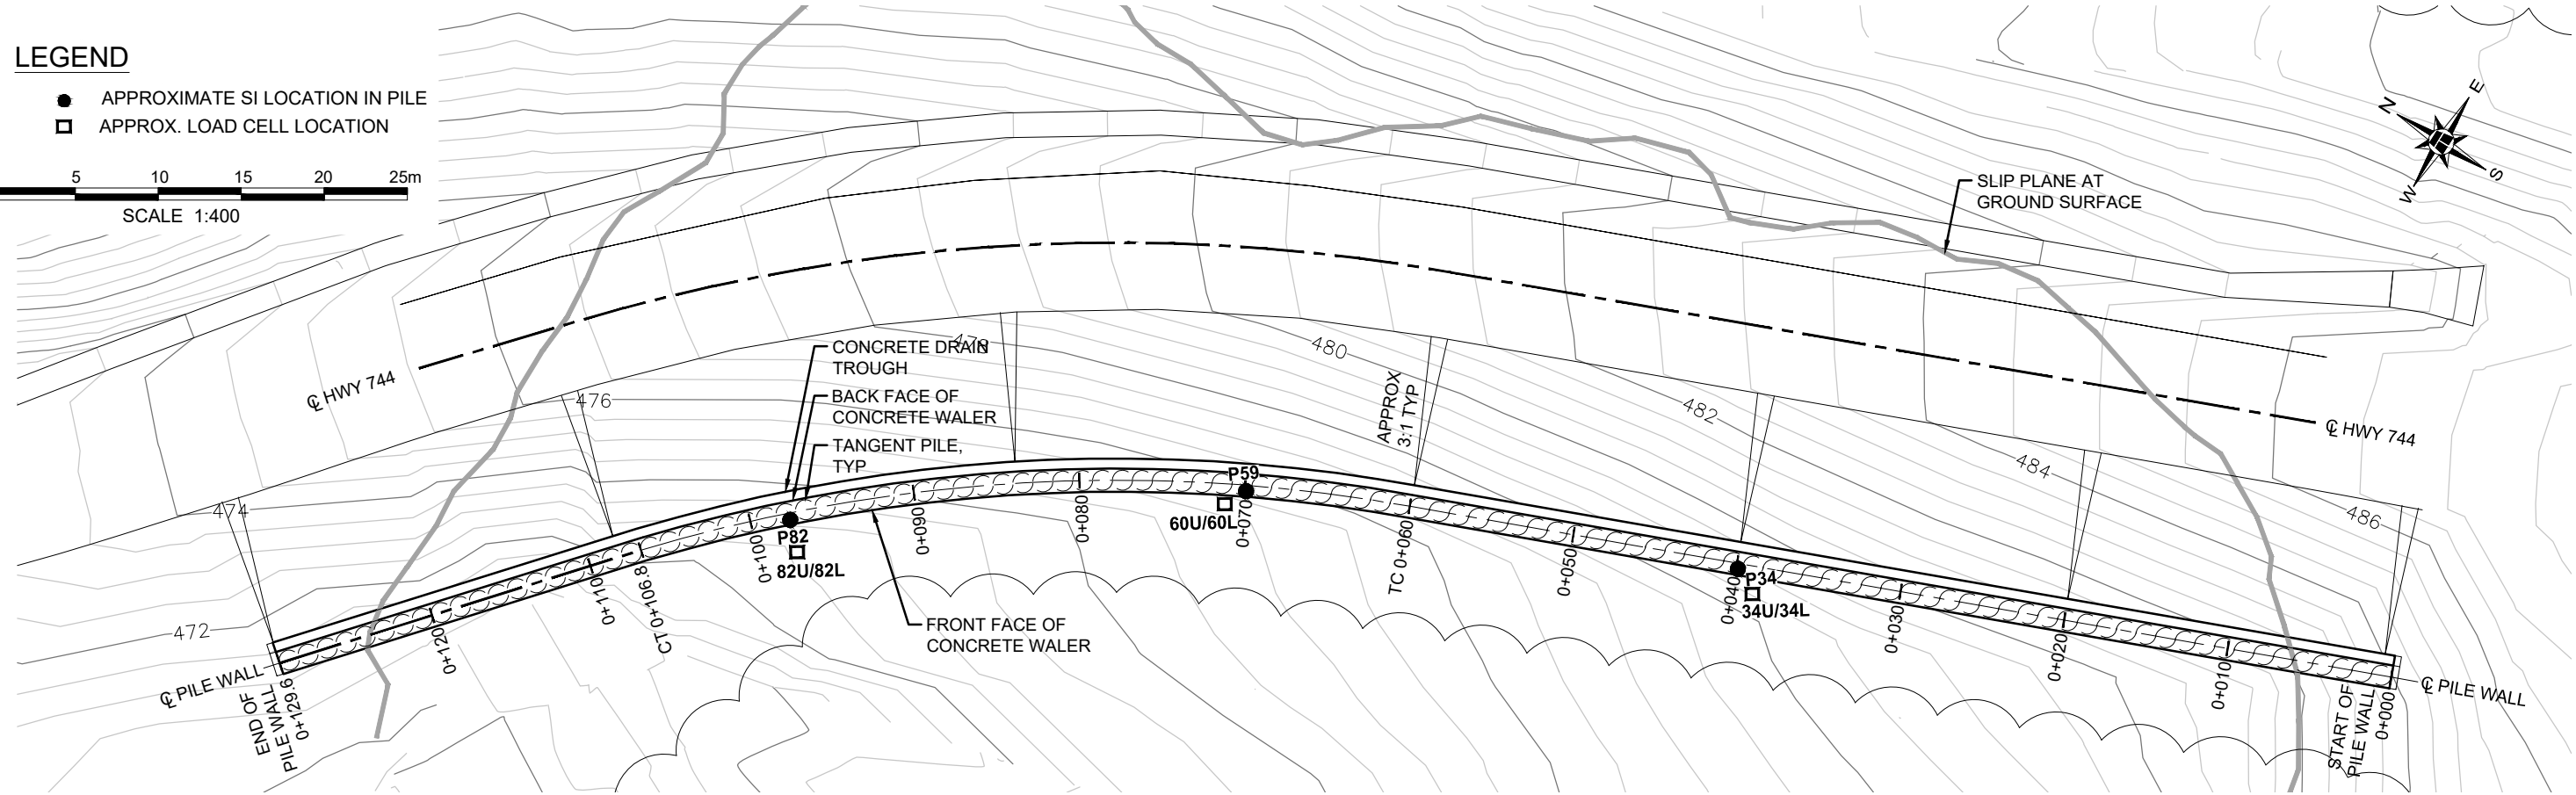 LEGEND
APPROXIMATE SI LOCATION IN PILE
APPROX. LOAD CELL LOCATION
5 10 15 20 25m
SCALE 1:400
N
E
S
W
SLIP PLANE AT
GROUND SURFACE
℄ HWY 744
CONCRETE DRAIN
TROUGH
BACK FACE OF
CONCRETE WALER
TANGENT PILE,
TYP
478
480
APPROX
3:1 TYP
482
484
486
476
474
472
℄ HWY 744
P59
60U/60L
P82
82U/82L
P34
34U/34L
FRONT FACE OF
CONCRETE WALER
℄ PILE WALL
END OF
PILE WALL
0+129.6
0+120
0+110
CT 0+106.8
0+100
0+090
0+080
0+070
TC 0+060
0+050
0+040
0+030
0+020
0+010
START OF
PILE WALL
0+000
℄ PILE WALL